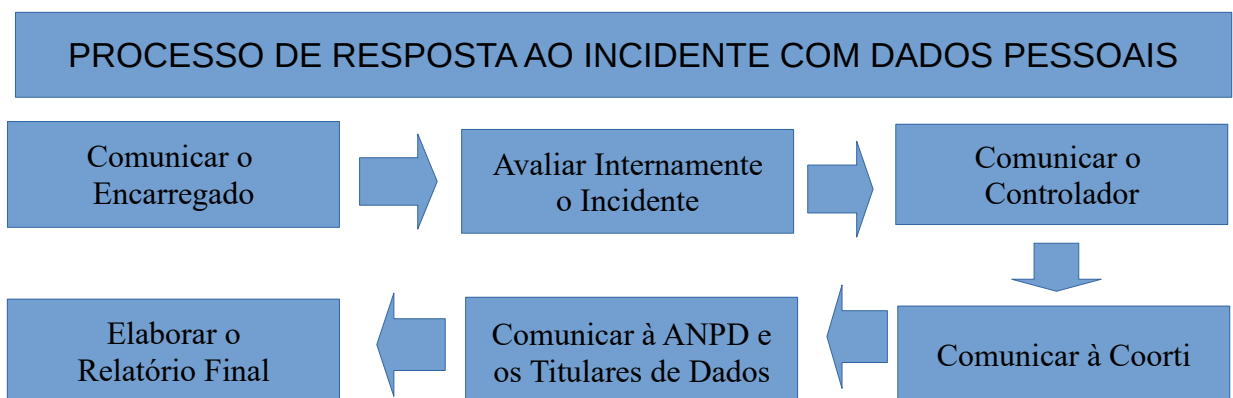 PROCESSO DE RESPOSTA AO INCIDENTE COM DADOS PESSOAIS
Comunicar o
Encarregado
Avaliar Internamente
o Incidente
Comunicar o
Controlador
Comunicar à Coorti
Comunicar à ANPD e
os Titulares de Dados
Elaborar o
Relatório Final